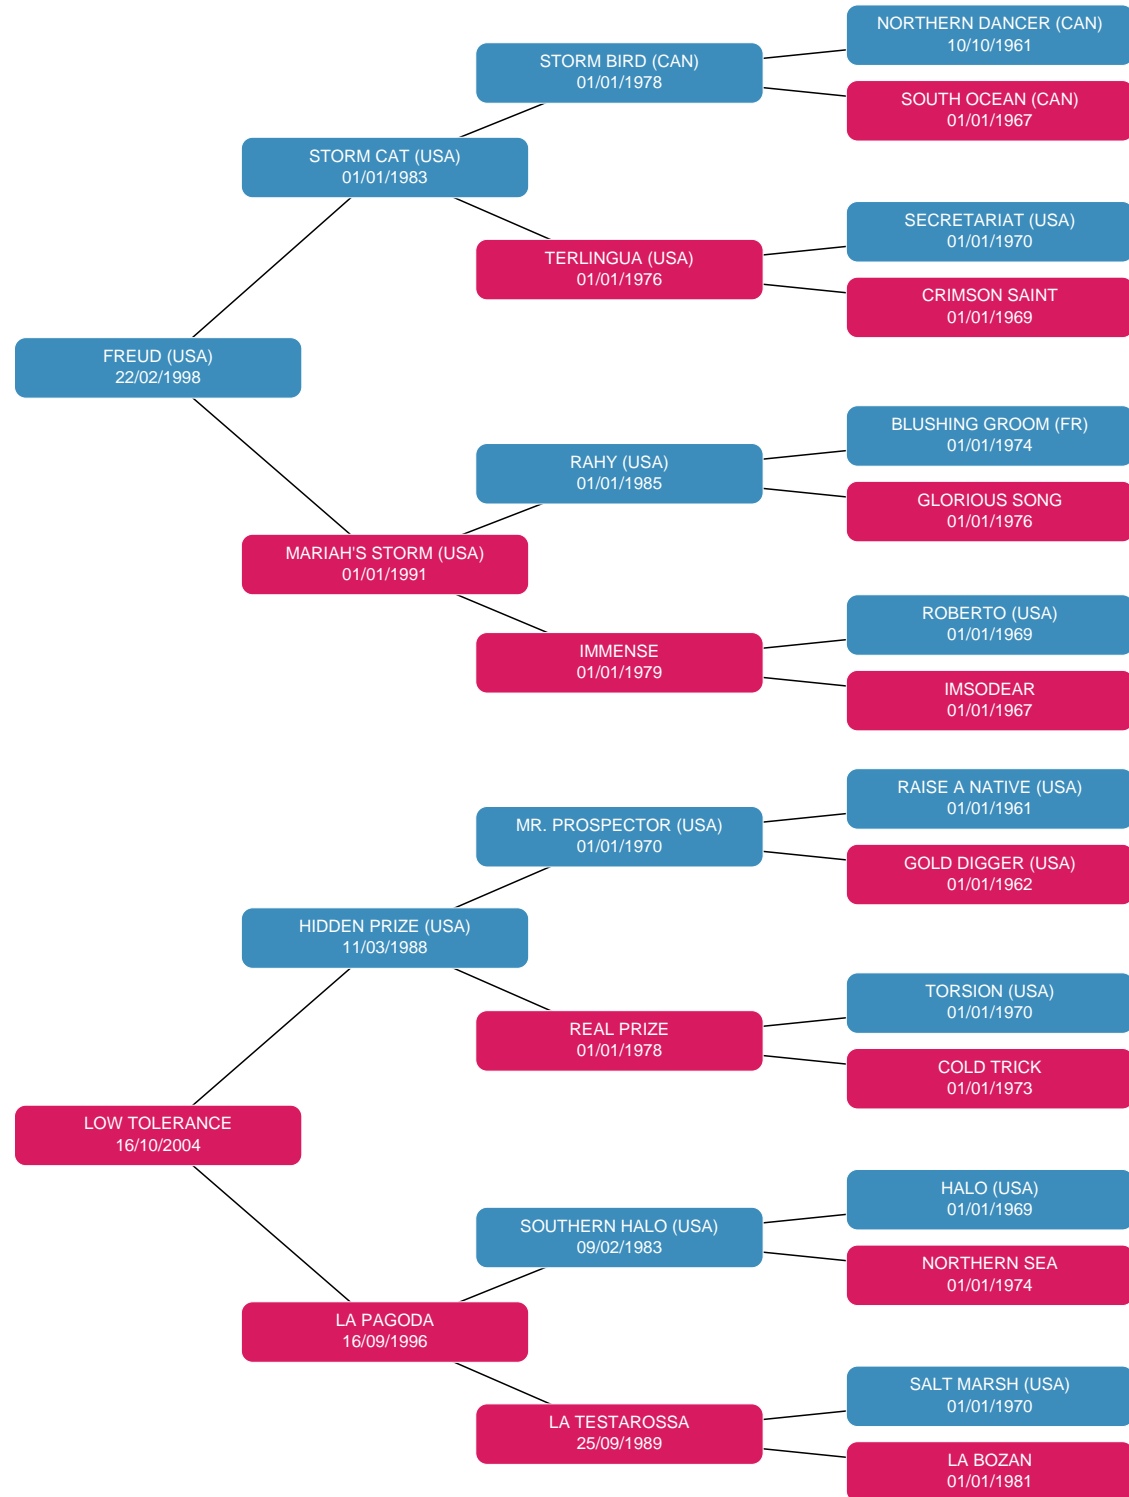 NORTHERN DANCER (CAN)
10/10/1961
STORM BIRD (CAN)
01/01/1978
SOUTH OCEAN (CAN)
01/01/1967
STORM CAT (USA)
01/01/1983
SECRETARIAT (USA)
01/01/1970
TERLINGUA (USA)
01/01/1976
CRIMSON SAINT
01/01/1969
FREUD (USA)
22/02/1998
BLUSHING GROOM (FR)
01/01/1974
RAHY (USA)
01/01/1985
GLORIOUS SONG
01/01/1976
MARIAH'S STORM (USA)
01/01/1991
ROBERTO (USA)
01/01/1969
IMMENSE
01/01/1979
IMSODEAR
01/01/1967
RAISE A NATIVE (USA)
01/01/1961
MR. PROSPECTOR (USA)
01/01/1970
GOLD DIGGER (USA)
01/01/1962
HIDDEN PRIZE (USA)
11/03/1988
TORSION (USA)
01/01/1970
REAL PRIZE
01/01/1978
COLD TRICK
01/01/1973
LOW TOLERANCE
16/10/2004
HALO (USA)
01/01/1969
SOUTHERN HALO (USA)
09/02/1983
NORTHERN SEA
01/01/1974
LA PAGODA
16/09/1996
SALT MARSH (USA)
01/01/1970
LA TESTAROSSA
25/09/1989
LA BOZAN
01/01/1981